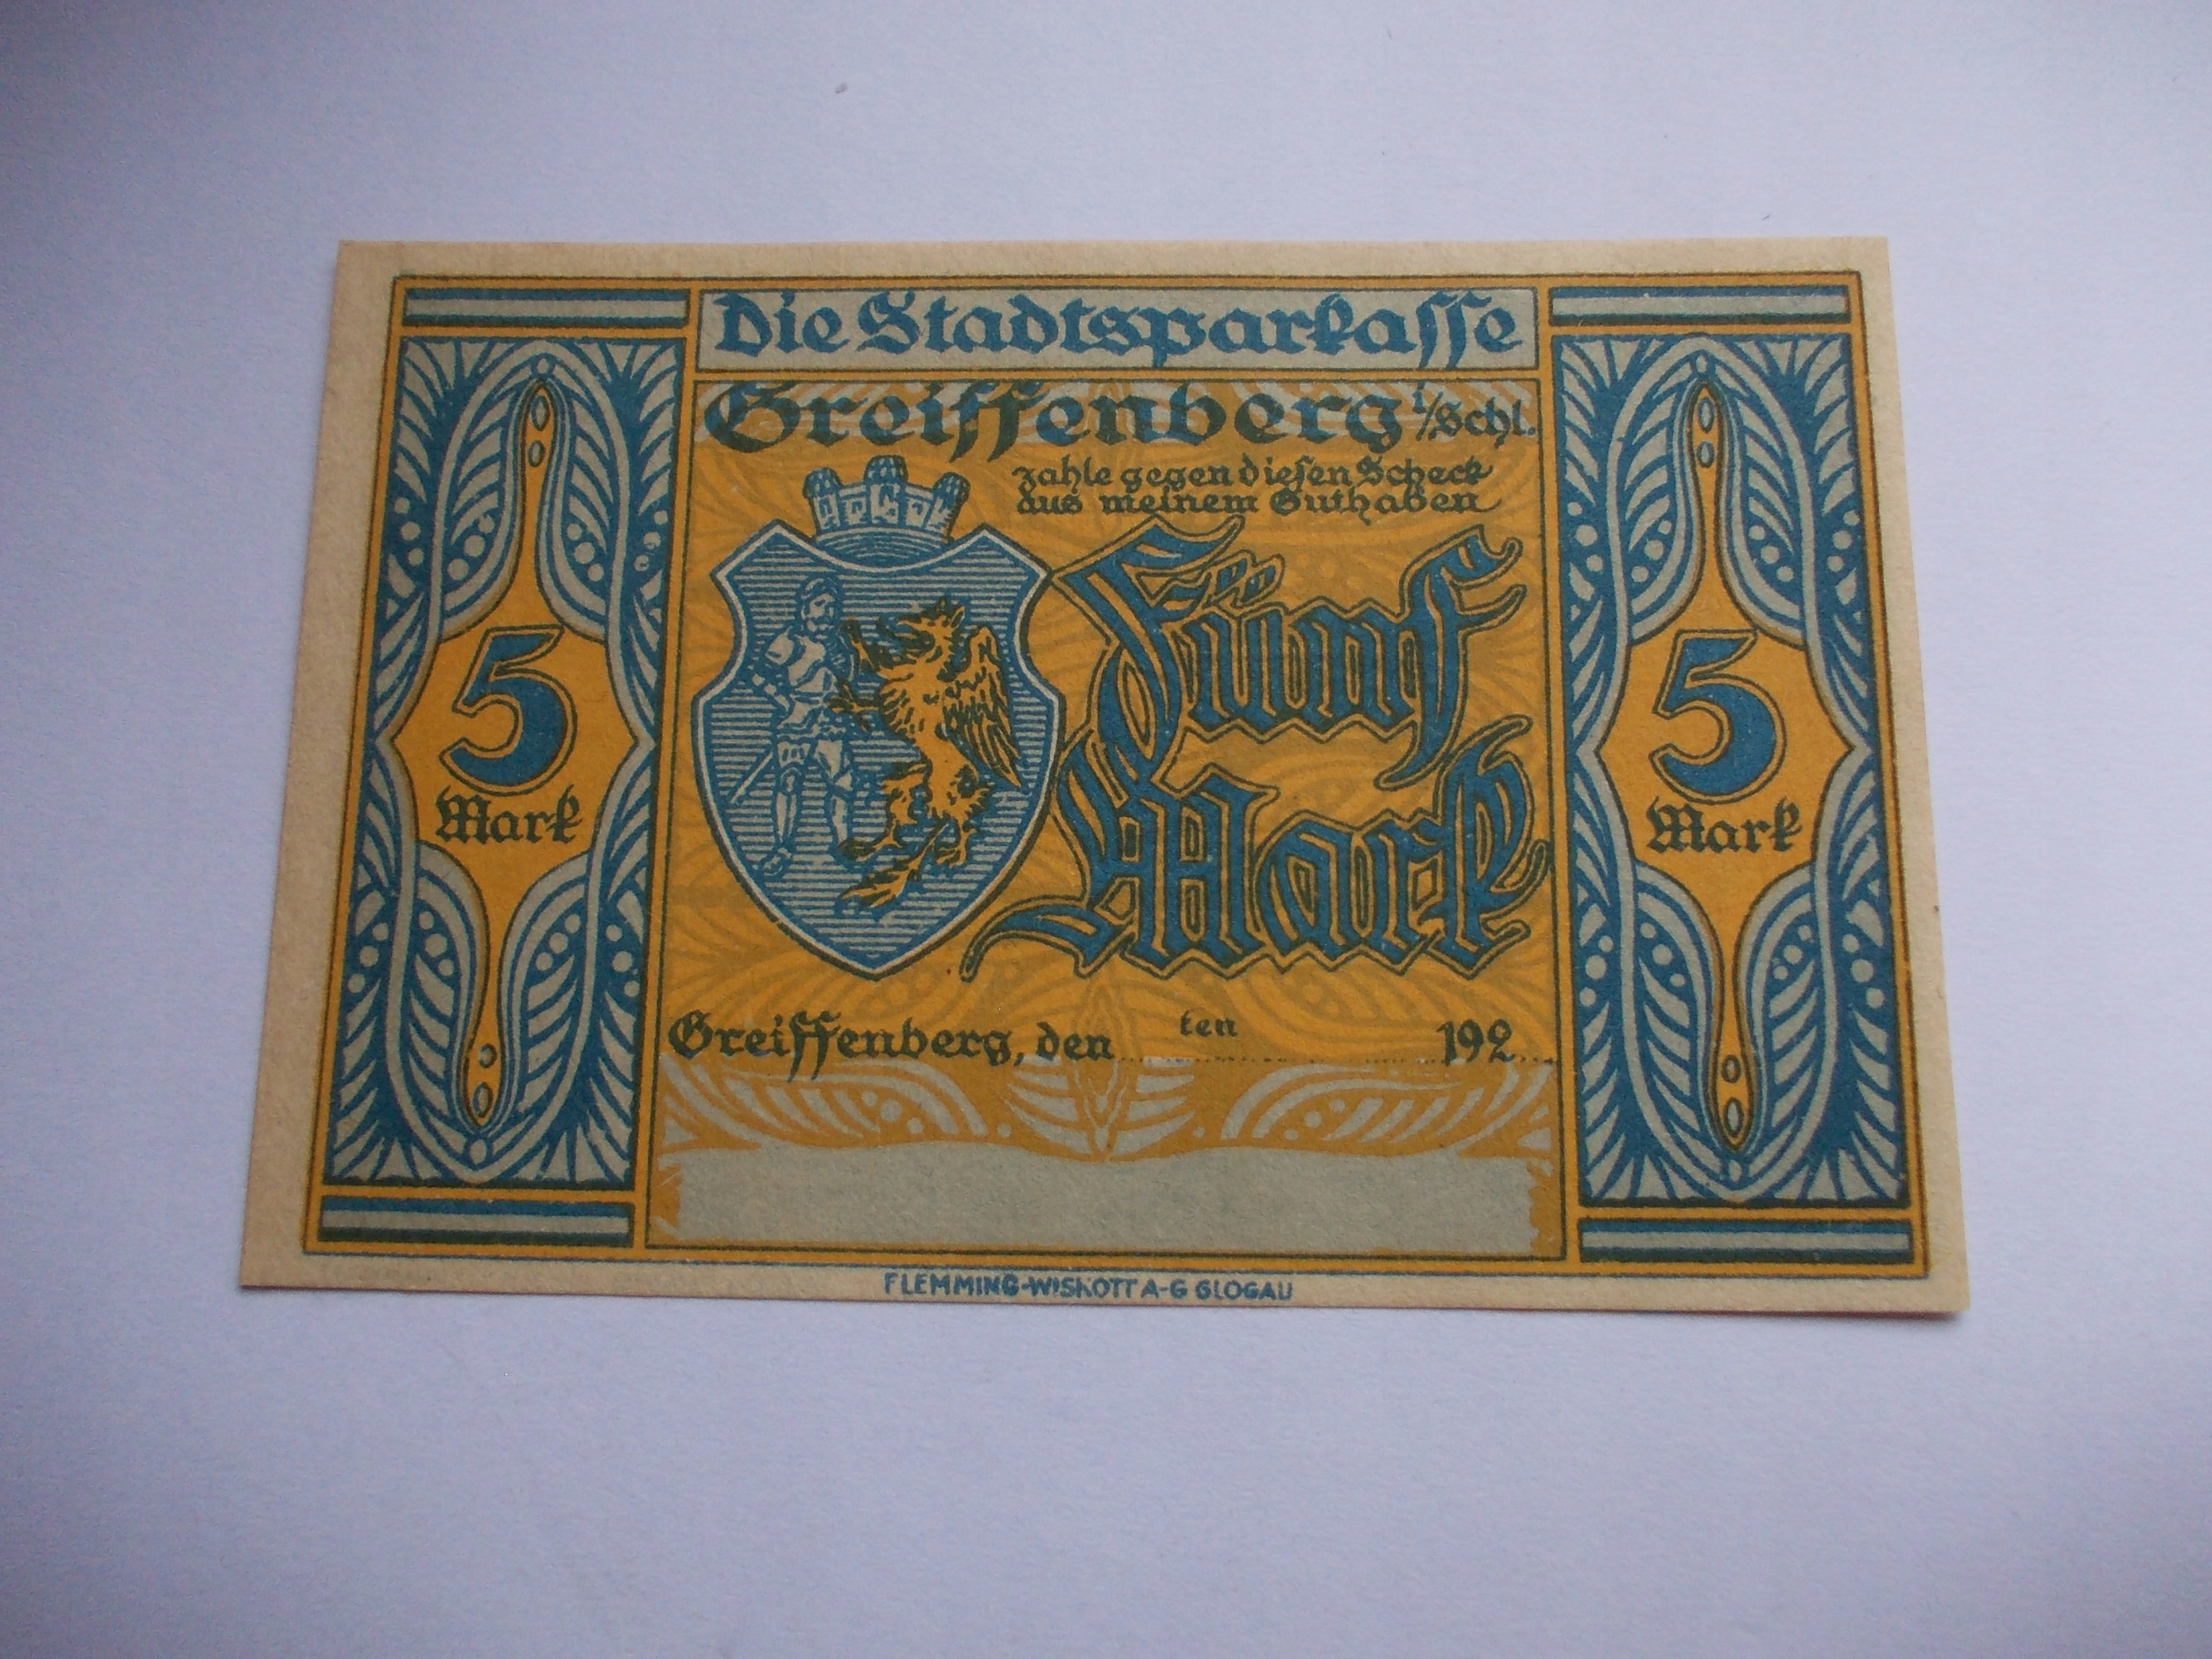 Die Stadtsparkasse
Greiffenberg i/Schl.
zahle gegen diesen Scheck
aus meinem Guthaben
Fünf
Mark
5
Mark
5
Mark
Greiffenberg, den ten 192
FLEMMING-WISKOTT A-G GLOGAU